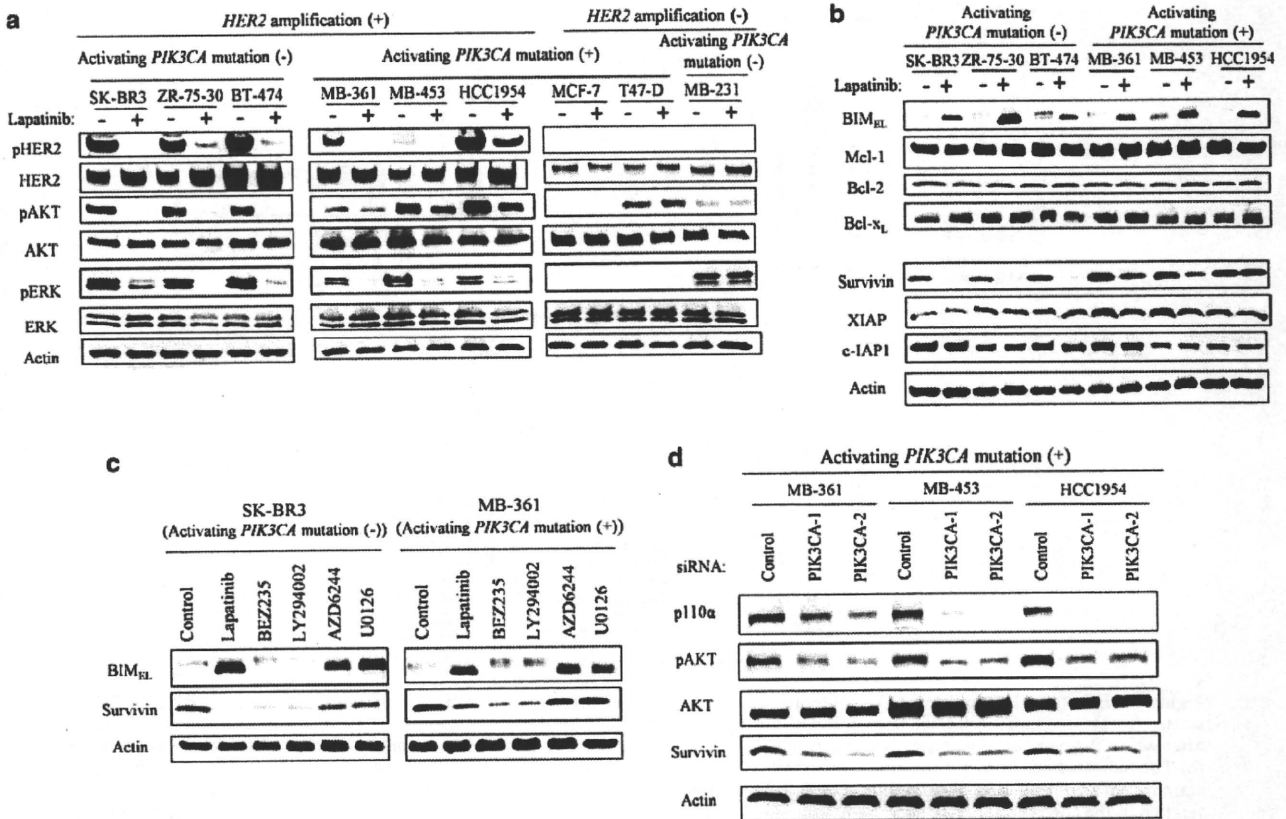 a
HER2 amplification (+)
HER2 amplification (-)
Activating PIK3CA mutation (-)
Activating PIK3CA mutation (+)
Activating PIK3CA
mutation (-)
SK-BR3 ZR-75-30 BT-474
MB-361 MB-453 HCC1954
MCF-7 T47-D MB-231
Lapatinib: - + - + - + - + - + - + - + - + - +
pHER2
HER2
pAKT
AKT
pERK
ERK
Actin
b
Activating
PIK3CA
mutation (-)
Activating
PIK3CA
mutation (+)
SK-BR3 ZR-75-30 BT-474 MB-361 MB-453 HCC1954
Lapatinib: - + - + - + - + - + - +
BIMEL
Mcl-1
Bcl-2
Bcl-xL
Survivin
XIAP
c-IAP1
Actin
c
SK-BR3
(Activating PIK3CA mutation (-))
MB-361
(Activating PIK3CA mutation (+))
Control
Lapatinib
BEZ235
LY294002
AZD6244
U0126
Control
Lapatinib
BEZ235
LY294002
AZD6244
U0126
BIMEL
Survivin
Actin
d
Activating PIK3CA mutation (+)
MB-361
MB-453
HCC1954
siRNA:
Control
PIK3CA-1
PIK3CA-2
Control
PIK3CA-1
PIK3CA-2
Control
PIK3CA-1
PIK3CA-2
p110α
pAKT
AKT
Survivin
Actin